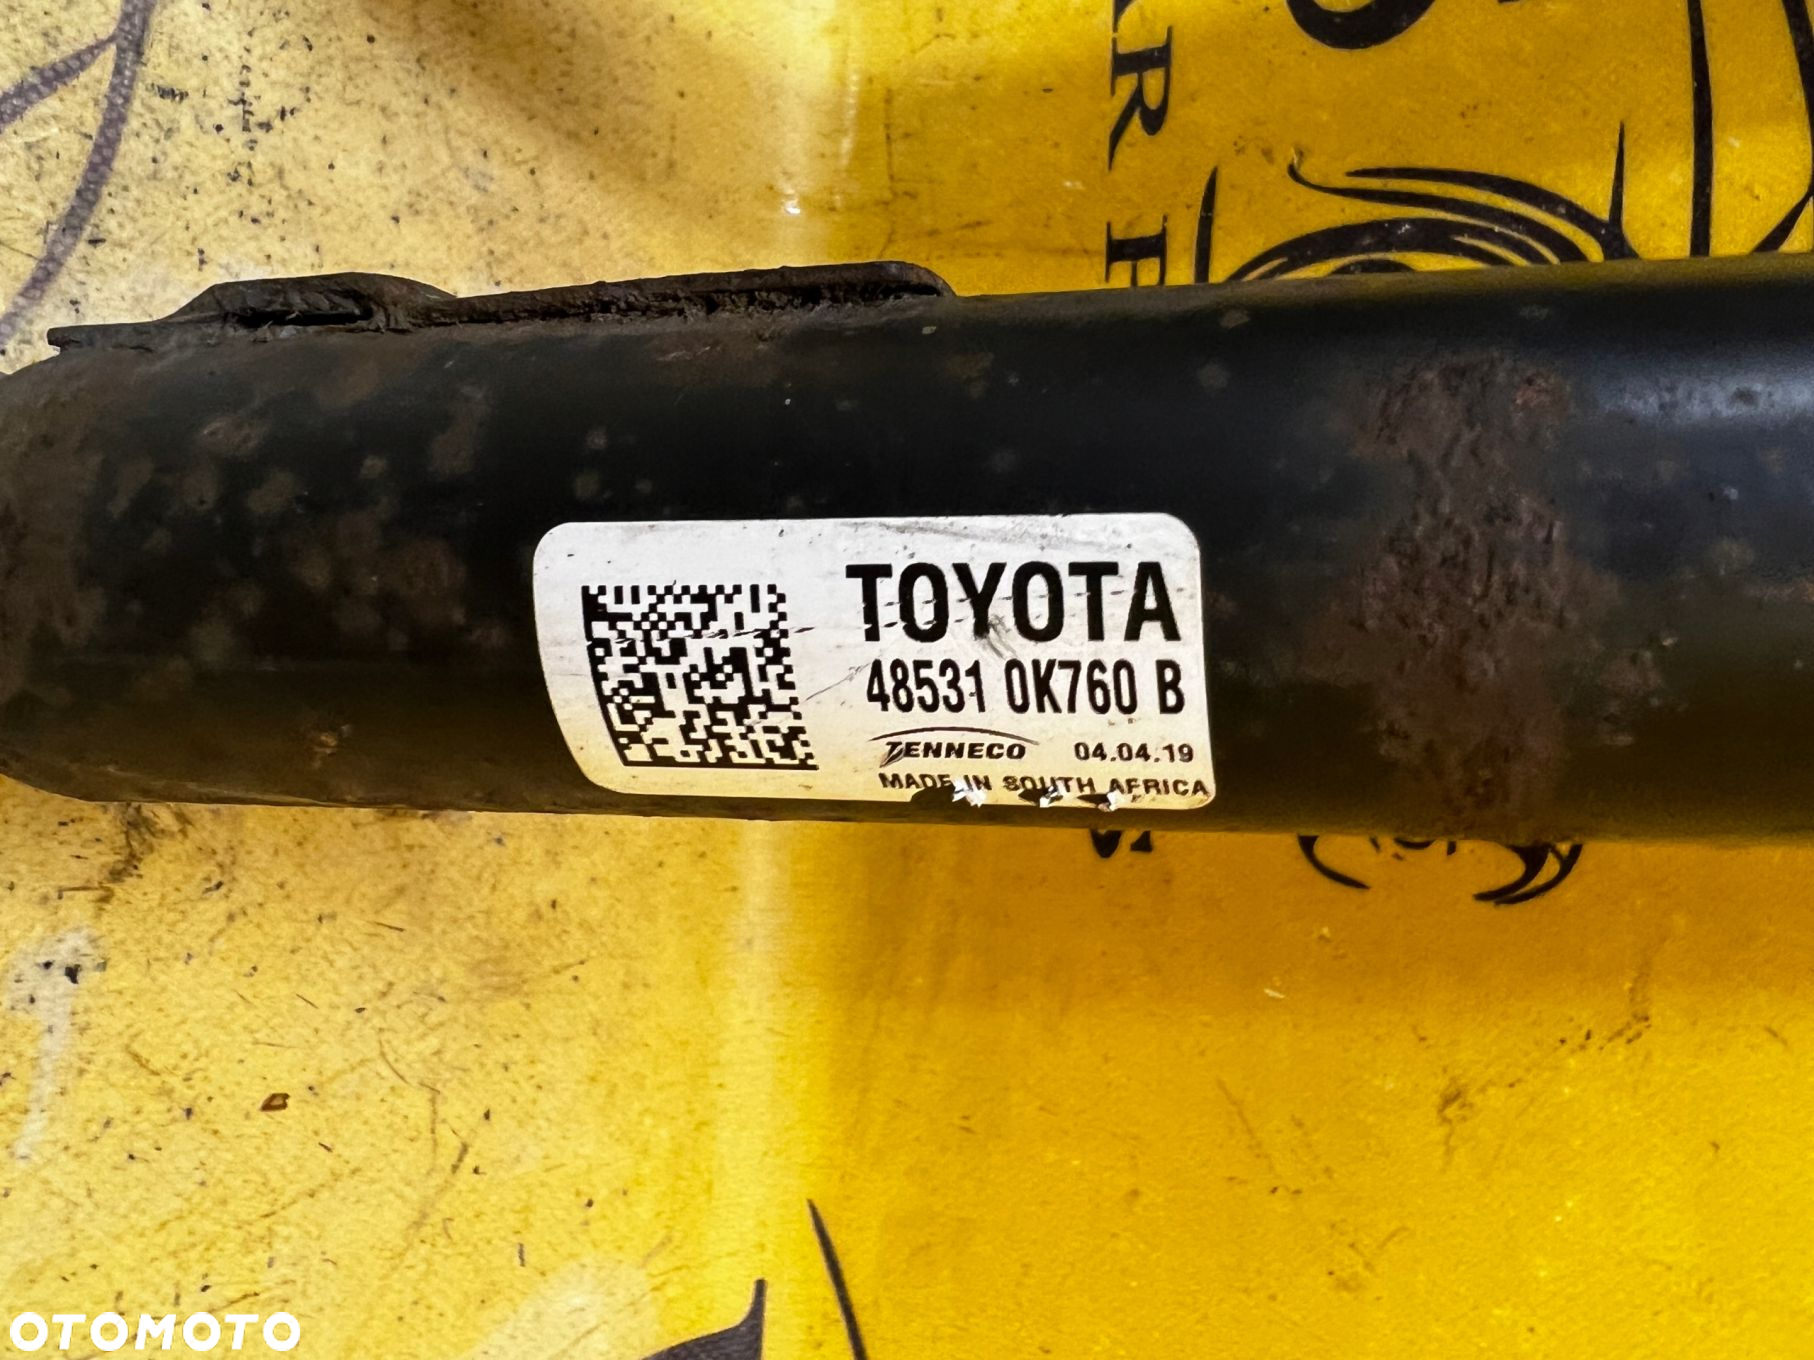 TOYOTA
48531 0K760 B
TENNECO 04.04.19
MADE IN SOUTH AFRICA
OTOMOTO